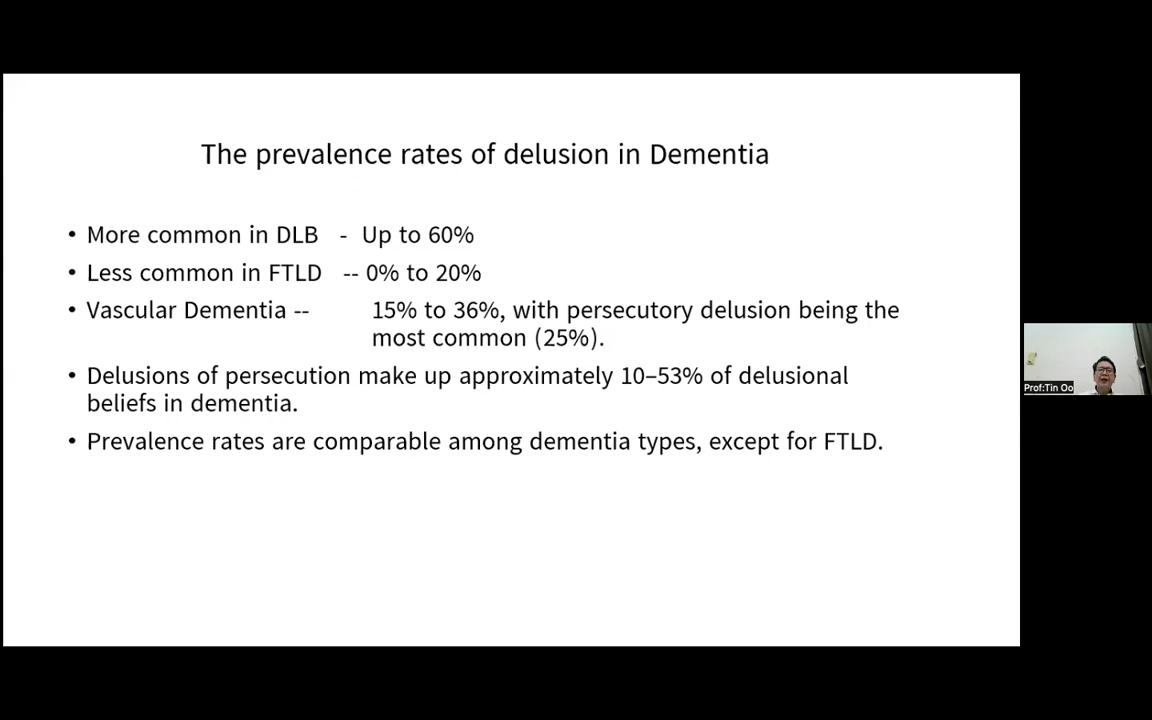 The prevalence rates of delusion in Dementia
• More common in DLB - Up to 60%
• Less common in FTLD -- 0% to 20%
• Vascular Dementia -- 15% to 36%, with persecutory delusion being the
most common (25%).
• Delusions of persecution make up approximately 10–53% of delusional
beliefs in dementia.
• Prevalence rates are comparable among dementia types, except for FTLD.
Prof:Tin Oo